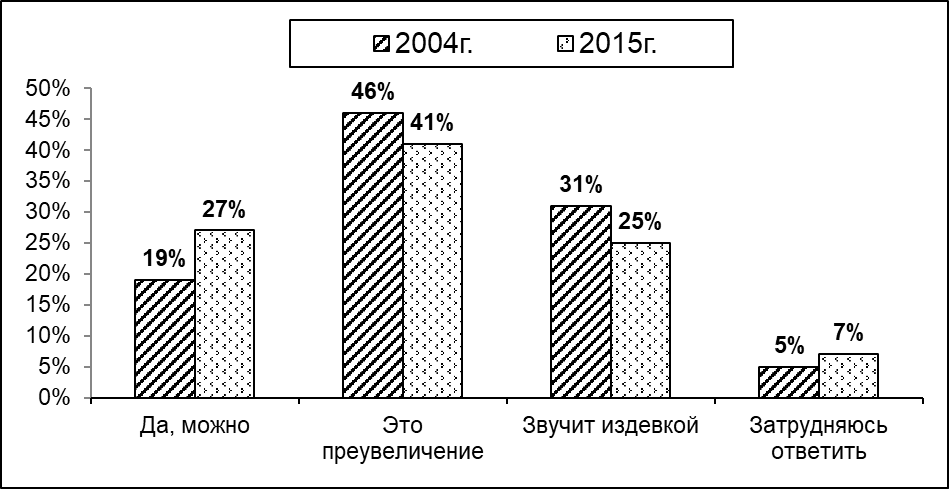 2004г. 2015г.
50%
45%
40%
35%
30%
25%
20%
15%
10%
5%
0%
19%
27%
46%
41%
31%
25%
5%
7%
Да, можно
Это
преувеличение
Звучит издевкой
Затрудняюсь
ответить